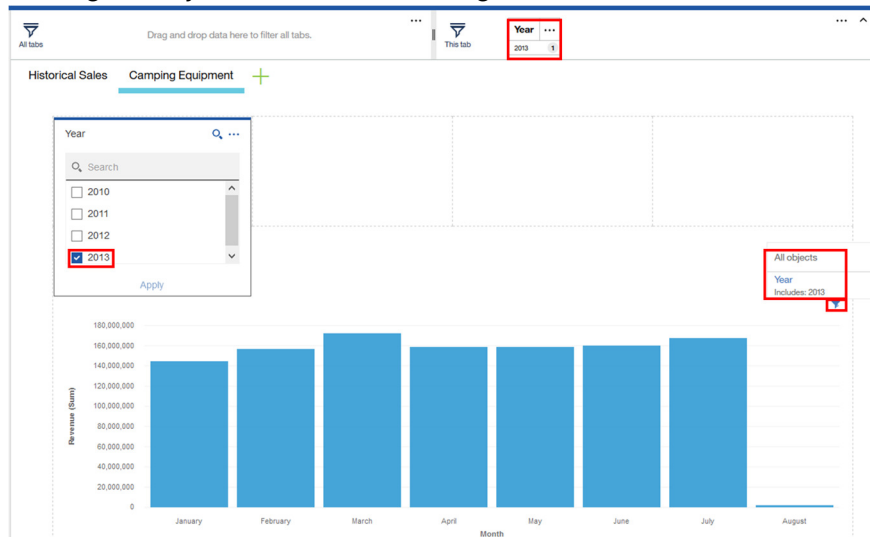 Year
2013 1
All tabs
Drag and drop data here to filter all tabs.
This tab
Historical Sales Camping Equipment
Year
Search
2010
2011
2012
2013
Apply
All objects
Year
Includes: 2013
180,000,000
160,000,000
140,000,000
120,000,000
100,000,000
80,000,000
60,000,000
40,000,000
20,000,000
0
Revenue (Sum)
January February March April May June July August
Month